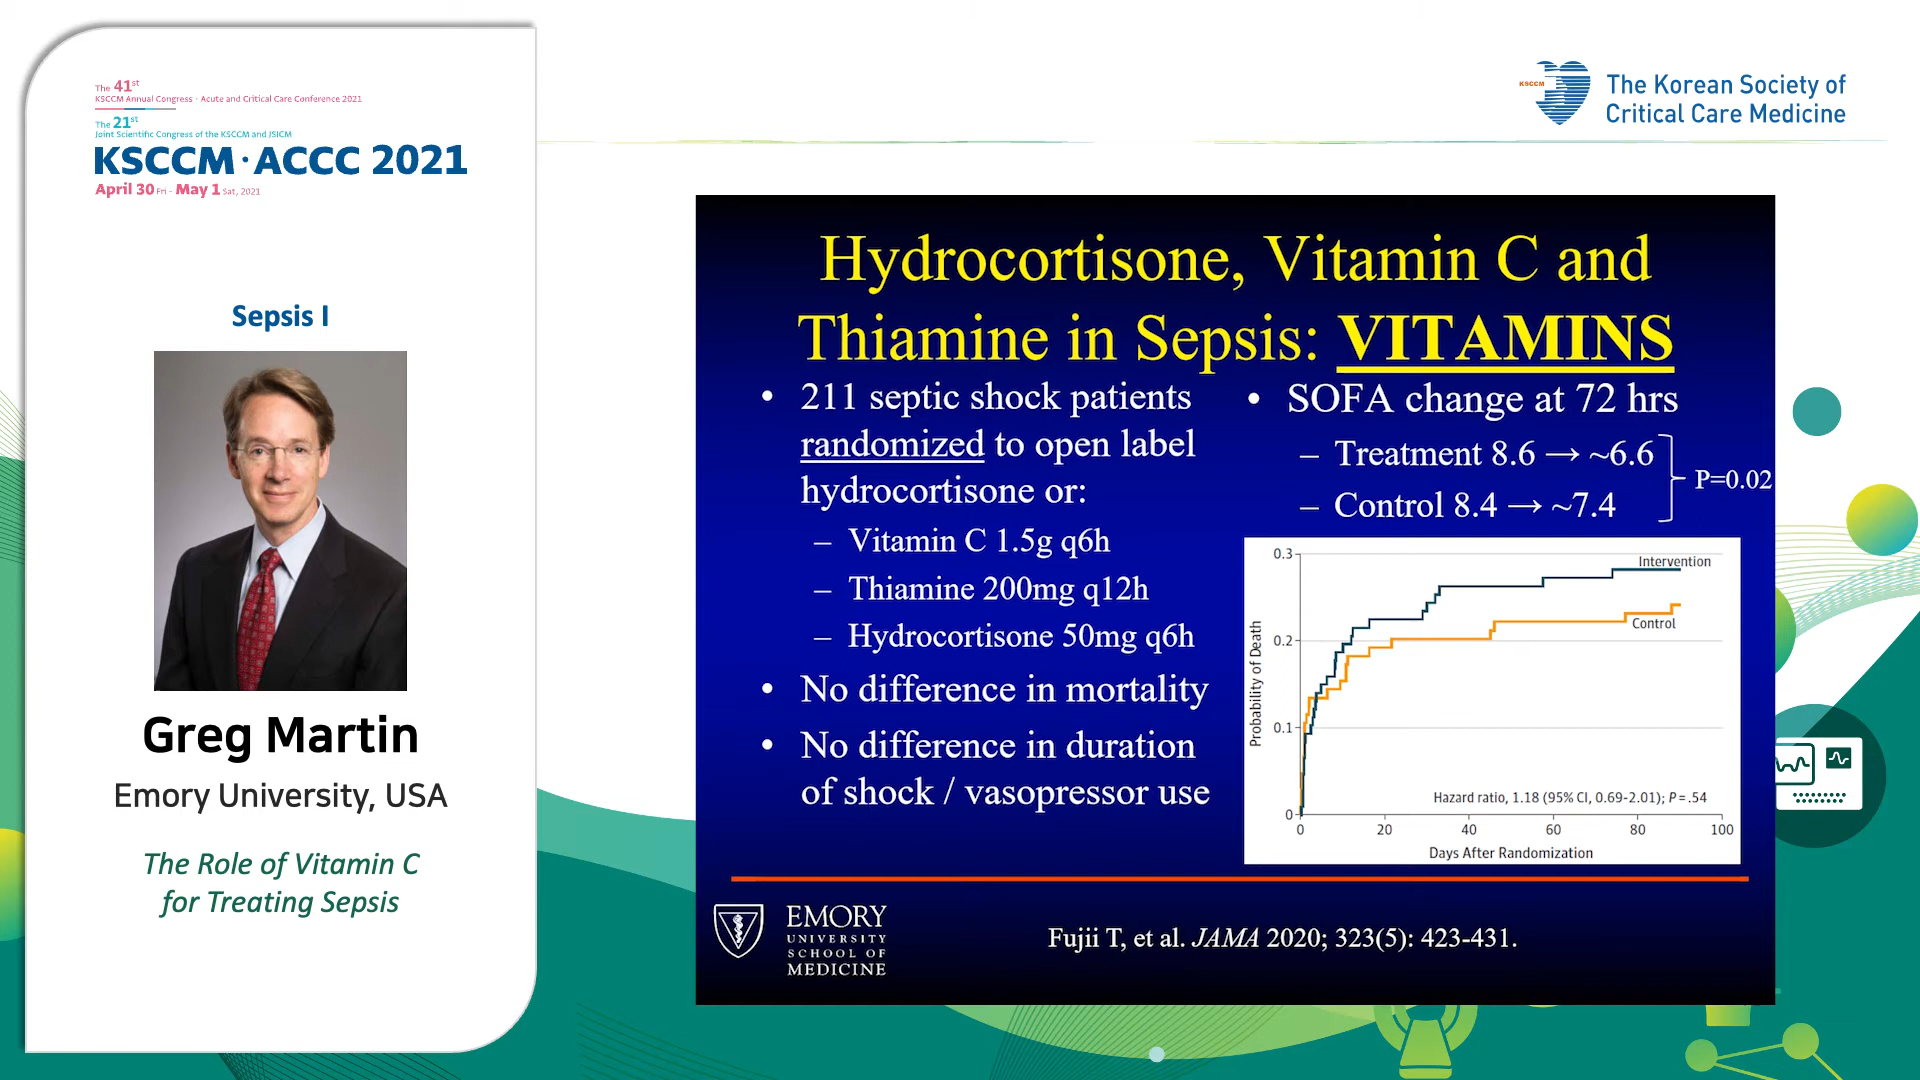 The 41st
KSCCM Annual Congress · Acute and Critical Care Conference 2021
The 21st
Joint Scientific Congress of the KSCCM and JSICM
KSCCM · ACCC 2021
April 30 Fri - May 1 Sat, 2021
Sepsis I
Greg Martin
Emory University, USA
The Role of Vitamin C
for Treating Sepsis
KSCCM
The Korean Society of
Critical Care Medicine
Hydrocortisone, Vitamin C and
Thiamine in Sepsis: VITAMINS
• 211 septic shock patients
randomized to open label
hydrocortisone or:
– Vitamin C 1.5g q6h
– Thiamine 200mg q12h
– Hydrocortisone 50mg q6h
• No difference in mortality
• No difference in duration
of shock / vasopressor use
• SOFA change at 72 hrs
– Treatment 8.6 → ~6.6
– Control 8.4 → ~7.4
P=0.02
0.3
0.2
0.1
0
Probability of Death
Intervention
Control
Hazard ratio, 1.18 (95% CI, 0.69-2.01); P = .54
0 20 40 60 80 100
Days After Randomization
EMORY
UNIVERSITY
SCHOOL OF
MEDICINE
Fujii T, et al. JAMA 2020; 323(5): 423-431.